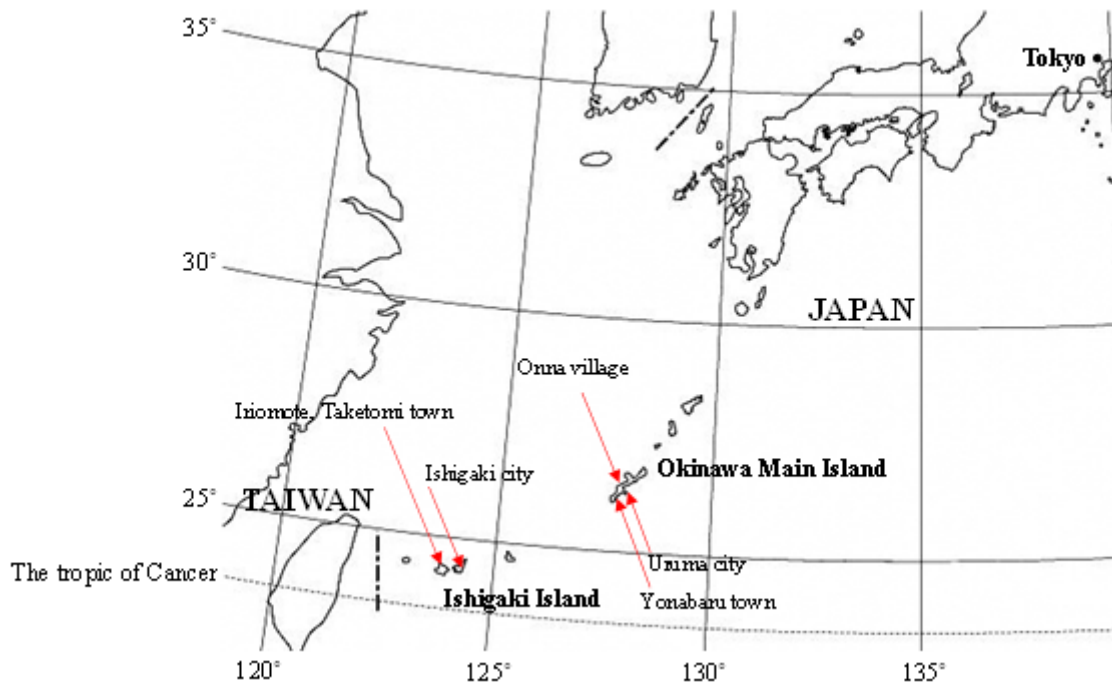 35°
Tokyo
30°
JAPAN
Onna village
Iriomote, Taketomi town
Ishigaki city
Okinawa Main Island
25°
TAIWAN
Uruma city
The tropic of Cancer
Ishigaki Island
Yonabaru town
120°
125°
130°
135°